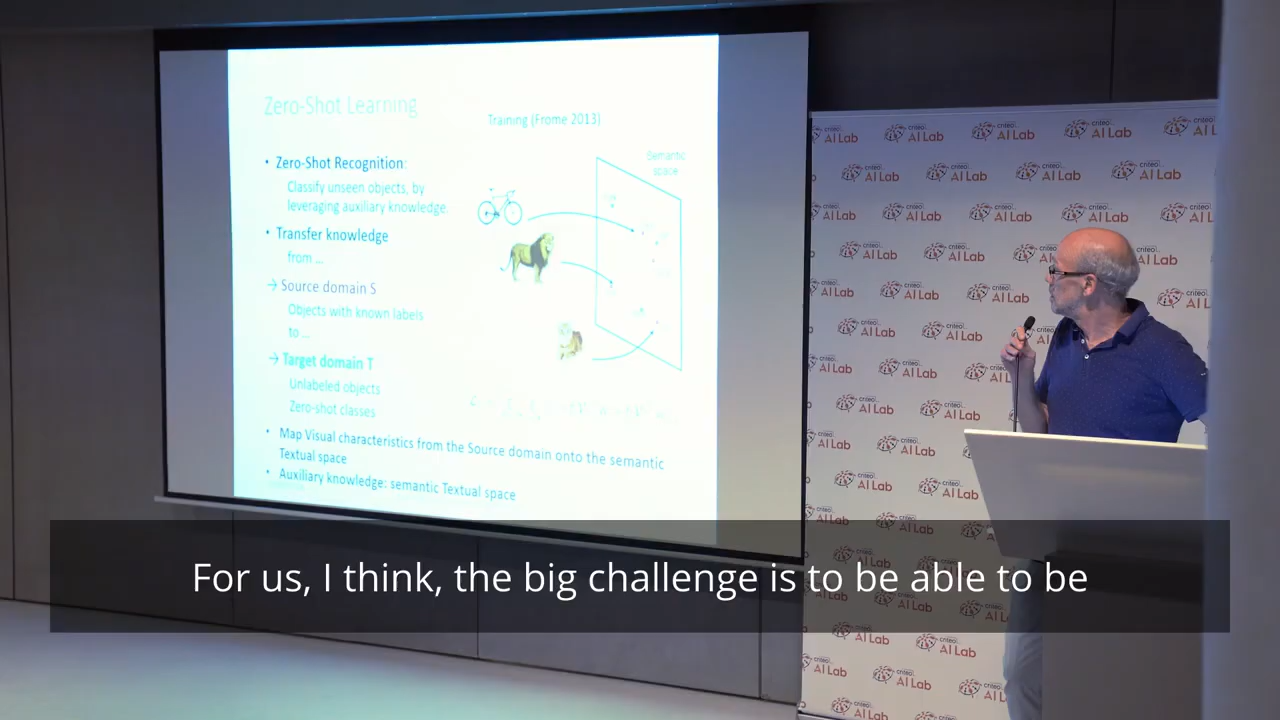 Zero-Shot Learning
Training (Frome 2013)
• Zero-Shot Recognition:
Classify unseen objects, by
leveraging auxiliary knowledge.
• Transfer knowledge
from ...
→ Source domain S
Objects with known labels
to ...
→ Target domain T
Unlabeled objects
Zero-shot classes
• Map Visual characteristics from the Source domain onto the semantic
Textual space
• Auxiliary knowledge: semantic Textual space
Semantic
space
criteo
AI Lab
For us, I think, the big challenge is to be able to be